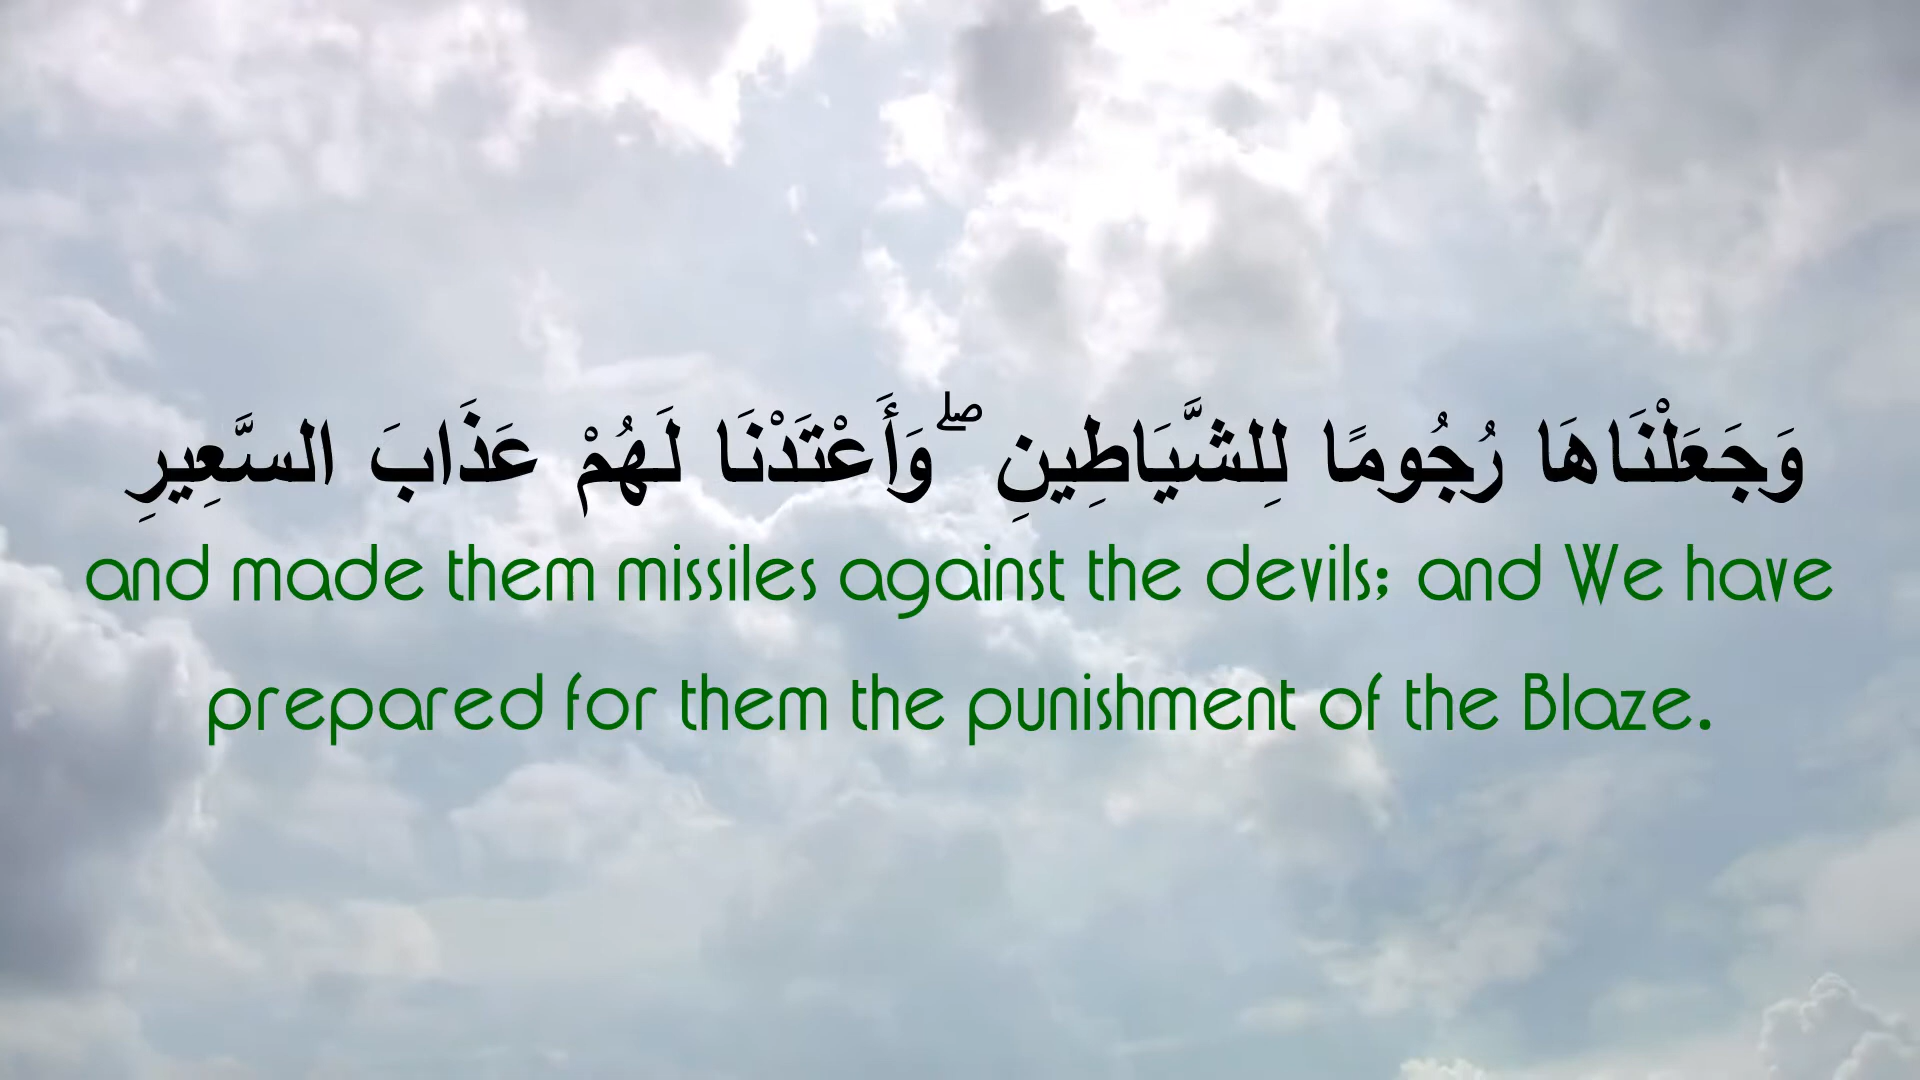 وَجَعَلْنَاهَا رُجُومًا لِلشَّيَاطِينِ ۖ وَأَعْتَدْنَا لَهُمْ عَذَابَ السَّعِيرِ
and made them missiles against the devils; and We have
prepared for them the punishment of the Blaze.